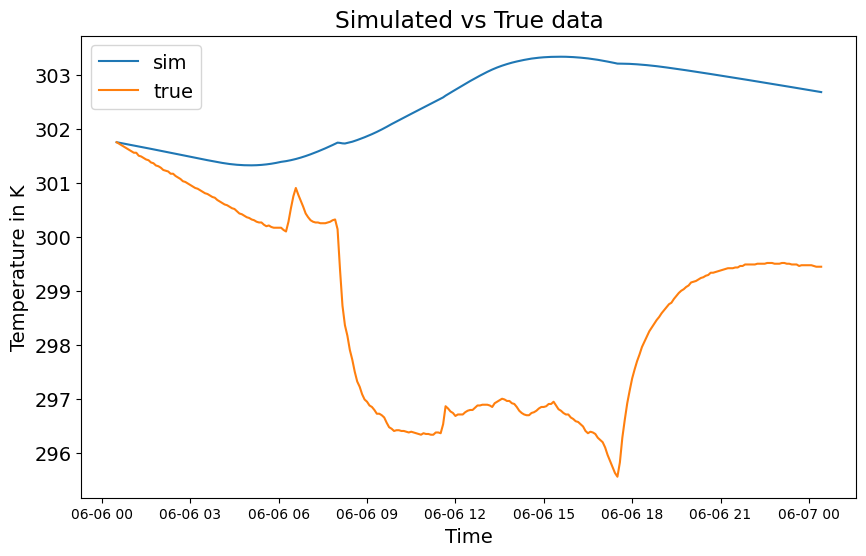 Simulated vs True data
sim
true
Temperature in K
303
302
301
300
299
298
297
296
06-06 00 06-06 03 06-06 06 06-06 09 06-06 12 06-06 15 06-06 18 06-06 21 06-07 00
Time